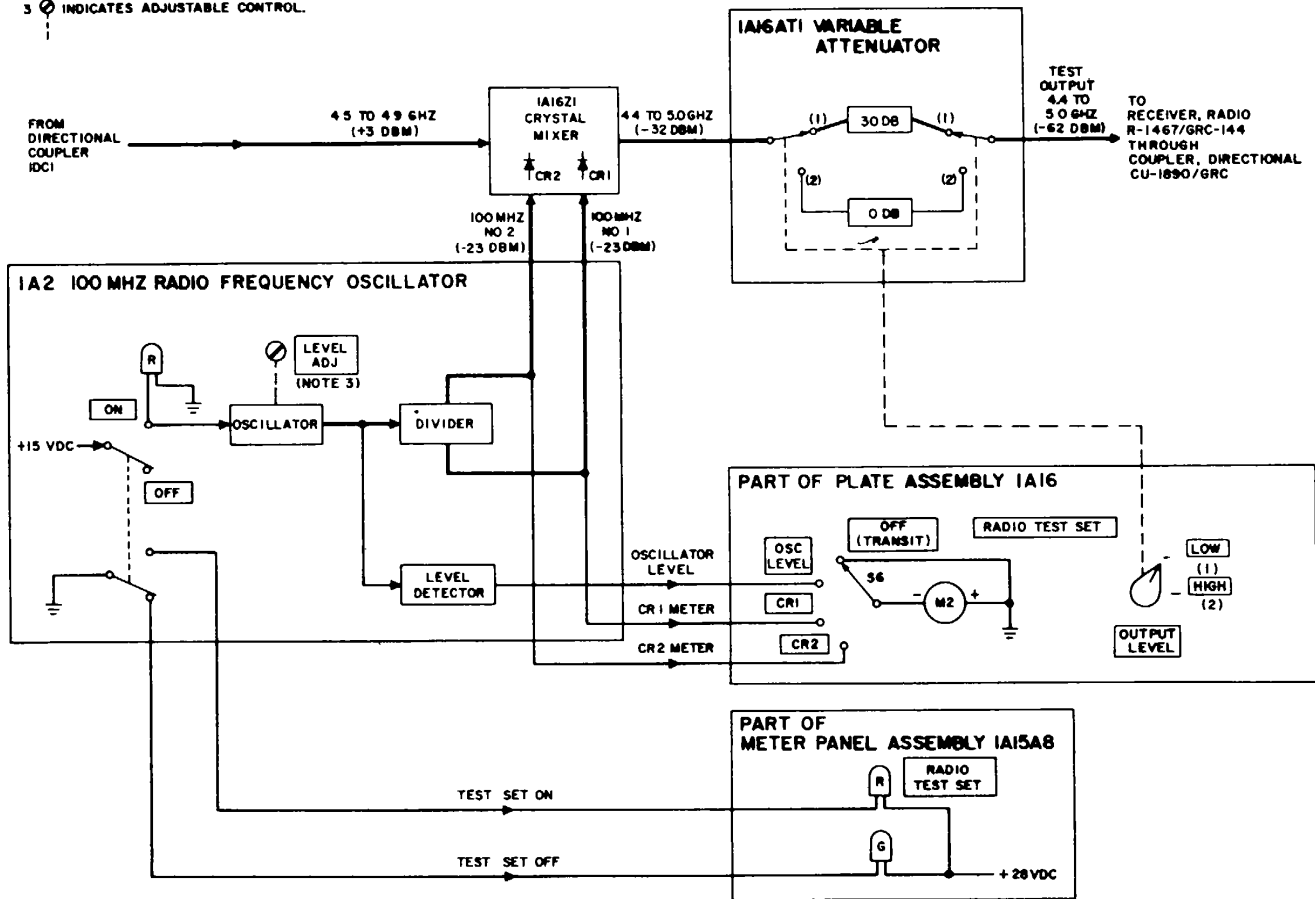 3 INDICATES ADJUSTABLE CONTROL.
1A16AT1 VARIABLE
ATTENUATOR
FROM
DIRECTIONAL
COUPLER
1DC1
4.5 TO 4.9 GHZ
(+3 DBM)
1A16Z1
CRYSTAL
MIXER
CR2
CR1
4.4 TO 5.0 GHZ
(-32 DBM)
(1)
30 DB
(1)
(2)
0 DB
(2)
TEST
OUTPUT
4.4 TO
5.0 GHZ
(-62 DBM)
TO
RECEIVER, RADIO
R-1467/GRC-144
THROUGH
COUPLER, DIRECTIONAL
CU-1890/GRC
100 MHZ
NO 2
(-23 DBM)
100 MHZ
NO 1
(-23 DBM)
1A2 100 MHZ RADIO FREQUENCY OSCILLATOR
R
LEVEL
ADJ
(NOTE 3)
ON
OSCILLATOR
DIVIDER
+15 VDC
OFF
LEVEL
DETECTOR
OSCILLATOR
LEVEL
CR1 METER
CR2 METER
PART OF PLATE ASSEMBLY 1A16
OSC
LEVEL
OFF
(TRANSIT)
RADIO TEST SET
S6
CR1
- M2 +
CR2
LOW
(1)
HIGH
(2)
OUTPUT
LEVEL
PART OF
METER PANEL ASSEMBLY 1A15A8
R
RADIO
TEST SET
TEST SET ON
G
TEST SET OFF
+28VDC